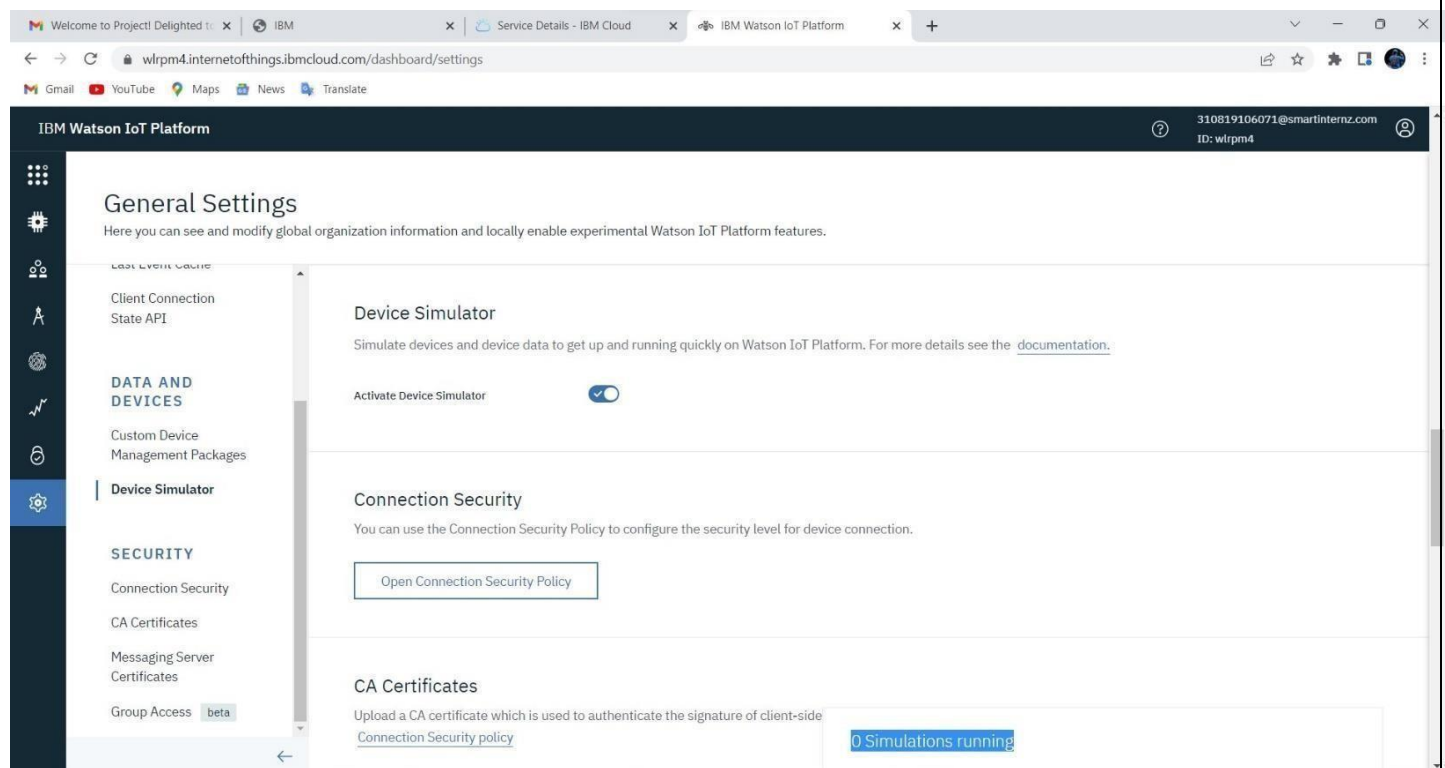 Welcome to Project! Delighted to
IBM
Service Details - IBM Cloud
IBM Watson IoT Platform
wlrpm4.internetofthings.ibmcloud.com/dashboard/settings
Gmail
YouTube
Maps
News
Translate
IBM Watson IoT Platform
310819106071@smartinternz.com
ID: wlrpm4
General Settings
Here you can see and modify global organization information and locally enable experimental Watson IoT Platform features.
Last Event Cache
Client Connection
State API
DATA AND
DEVICES
Custom Device
Management Packages
Device Simulator
SECURITY
Connection Security
CA Certificates
Messaging Server
Certificates
Group Access beta
Device Simulator
Simulate devices and device data to get up and running quickly on Watson IoT Platform. For more details see the documentation.
Activate Device Simulator
Connection Security
You can use the Connection Security Policy to configure the security level for device connection.
Open Connection Security Policy
CA Certificates
Upload a CA certificate which is used to authenticate the signature of client-side
Connection Security policy
0 Simulations running